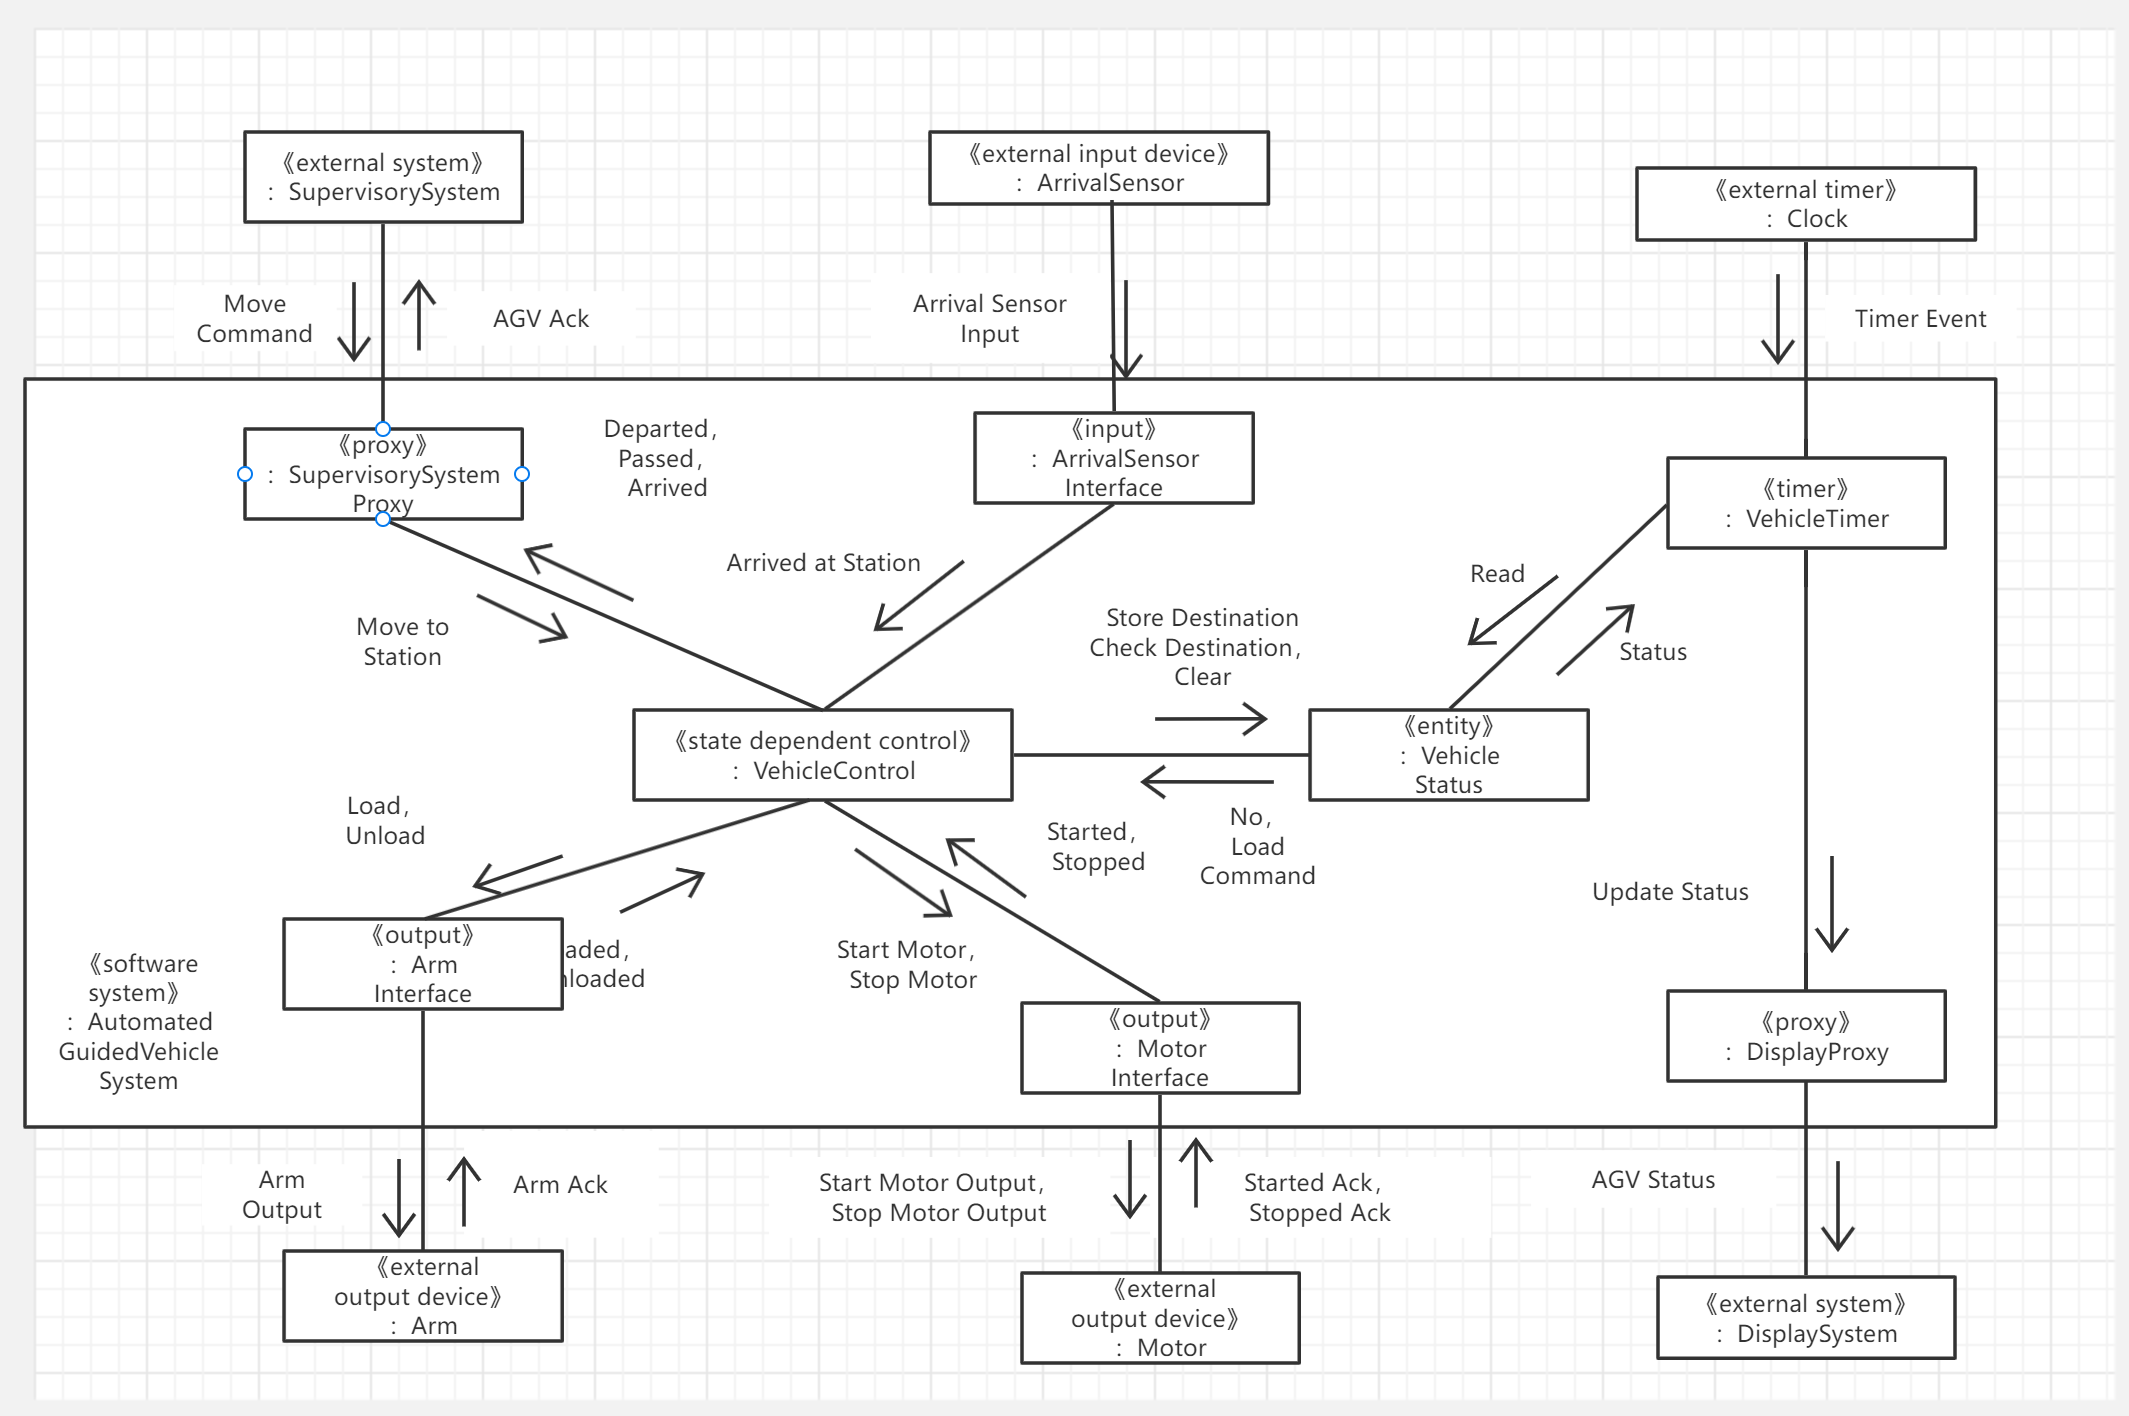 《external system》
: SupervisorySystem
《external input device》
: ArrivalSensor
《external timer》
: Clock
Move
Command
AGV Ack
Arrival Sensor
Input
Timer Event
《proxy》
: SupervisorySystem
Proxy
Departed,
Passed,
Arrived
《input》
: ArrivalSensor
Interface
《timer》
: VehicleTimer
Arrived at Station
Read
Move to
Station
Store Destination
Check Destination,
Clear
Status
《state dependent control》
: VehicleControl
《entity》
: Vehicle
Status
Load,
Unload
Started,
Stopped
No,
Load
Command
Update Status
《output》
: Arm
Interface
aded,
nloaded
Start Motor,
Stop Motor
《software
system》
: Automated
GuidedVehicle
System
《output》
: Motor
Interface
《proxy》
: DisplayProxy
Arm
Output
Arm Ack
Start Motor Output,
Stop Motor Output
Started Ack,
Stopped Ack
AGV Status
《external
output device》
: Arm
《external
output device》
: Motor
《external system》
: DisplaySystem